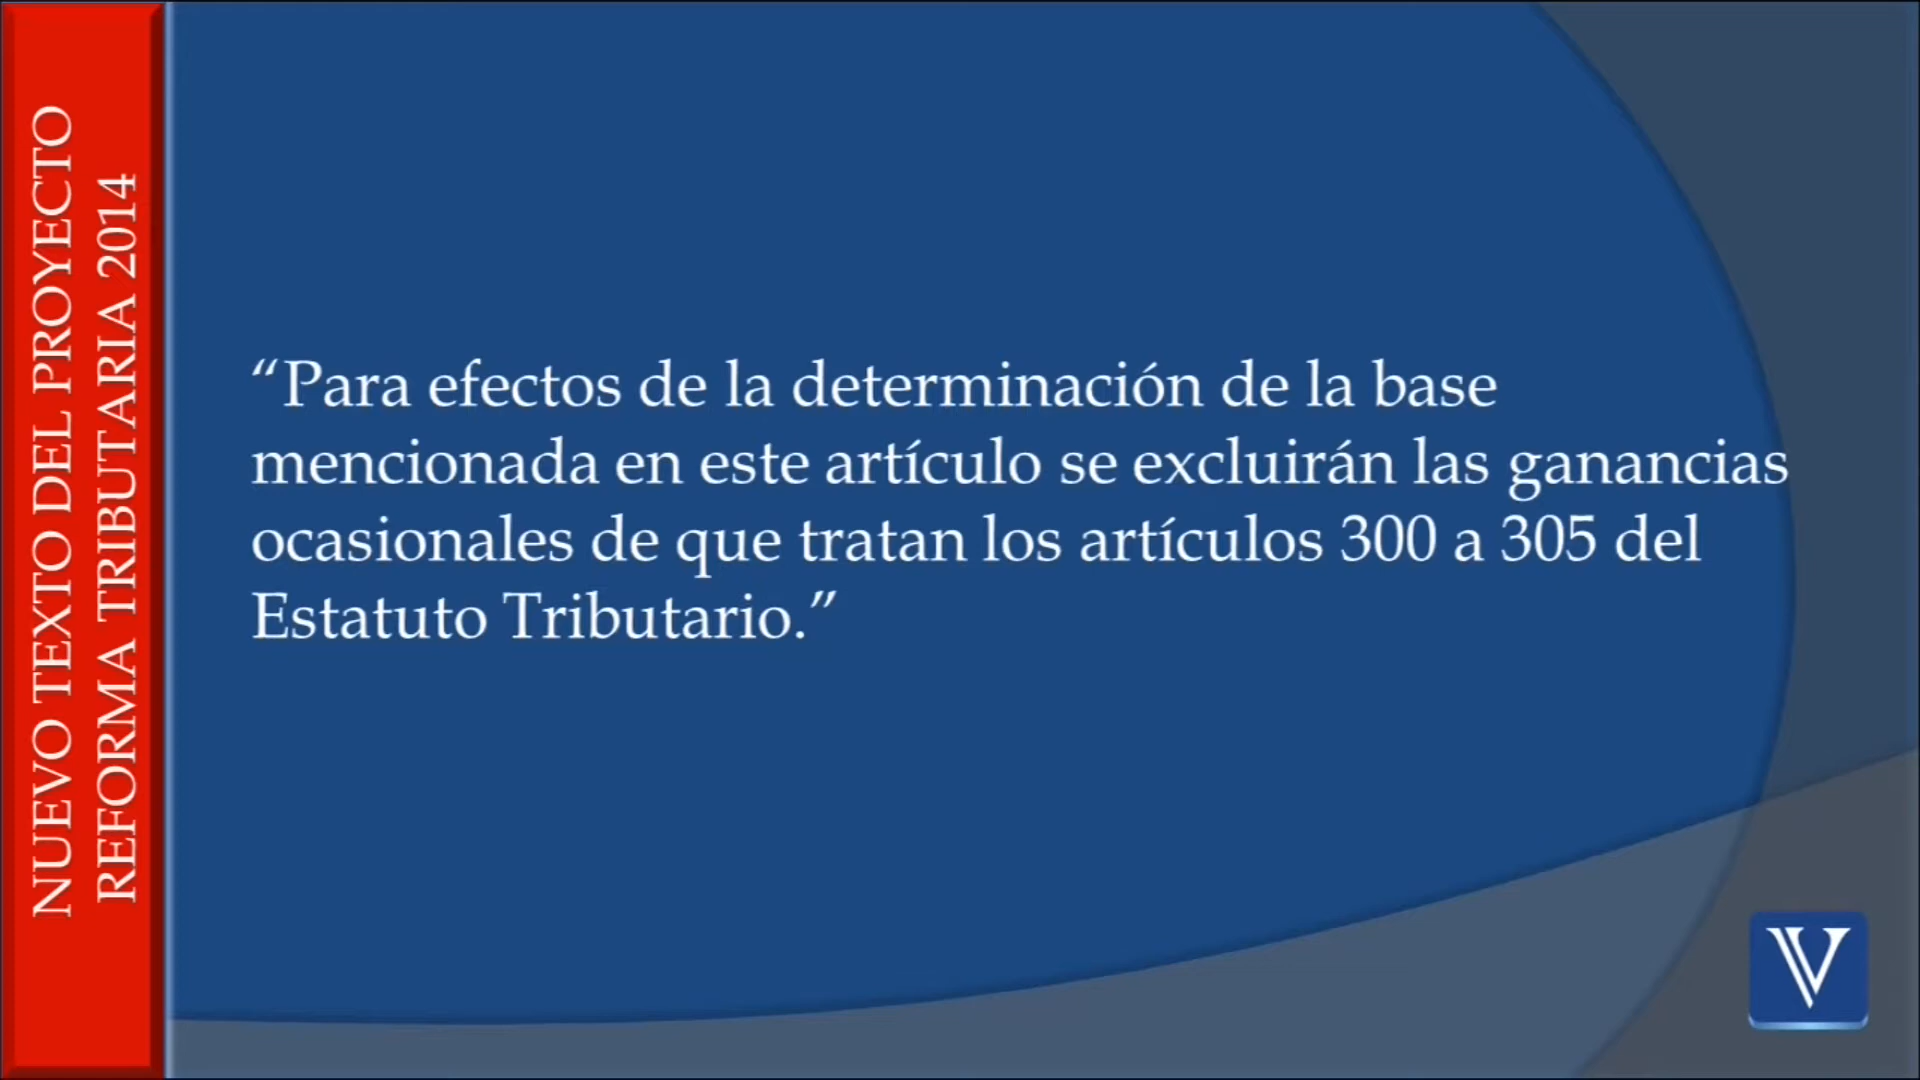 NUEVO TEXTO DEL PROYECTO
REFORMA TRIBUTARIA 2014
“Para efectos de la determinación de la base
mencionada en este artículo se excluirán las ganancias
ocasionales de que tratan los artículos 300 a 305 del
Estatuto Tributario.”
V